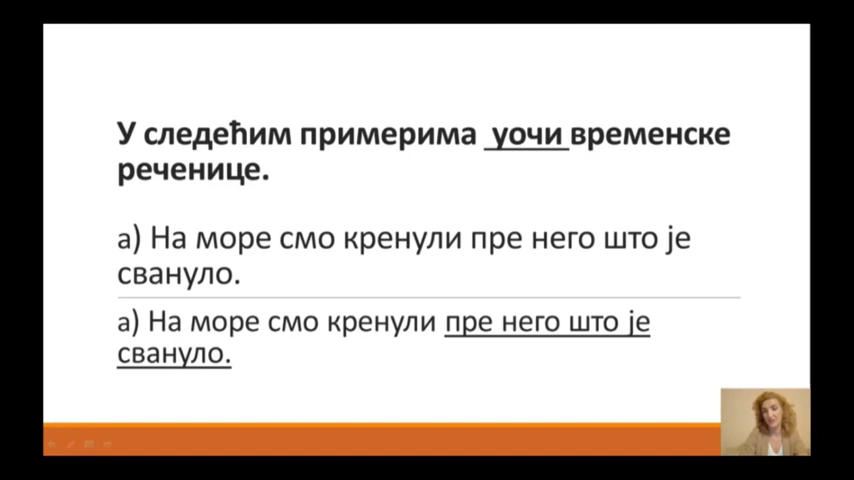 У следећим примерима уочи временске
реченице.
а) На море смо кренули пре него што је
свануло.
а) На море смо кренули пре него што је
свануло.